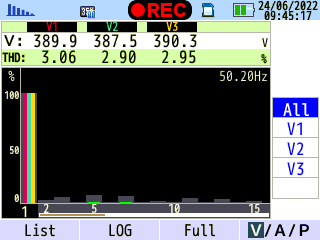 REC 24/06/2022
09:45:17
V1 V2 V3
V: 389.9 387.5 390.3 V
THD: 3.06 2.90 2.95 %
% 50.20Hz
100
50
0
1 2 5 10 15
All
V1
V2
V3
List LOG Full V/A/P